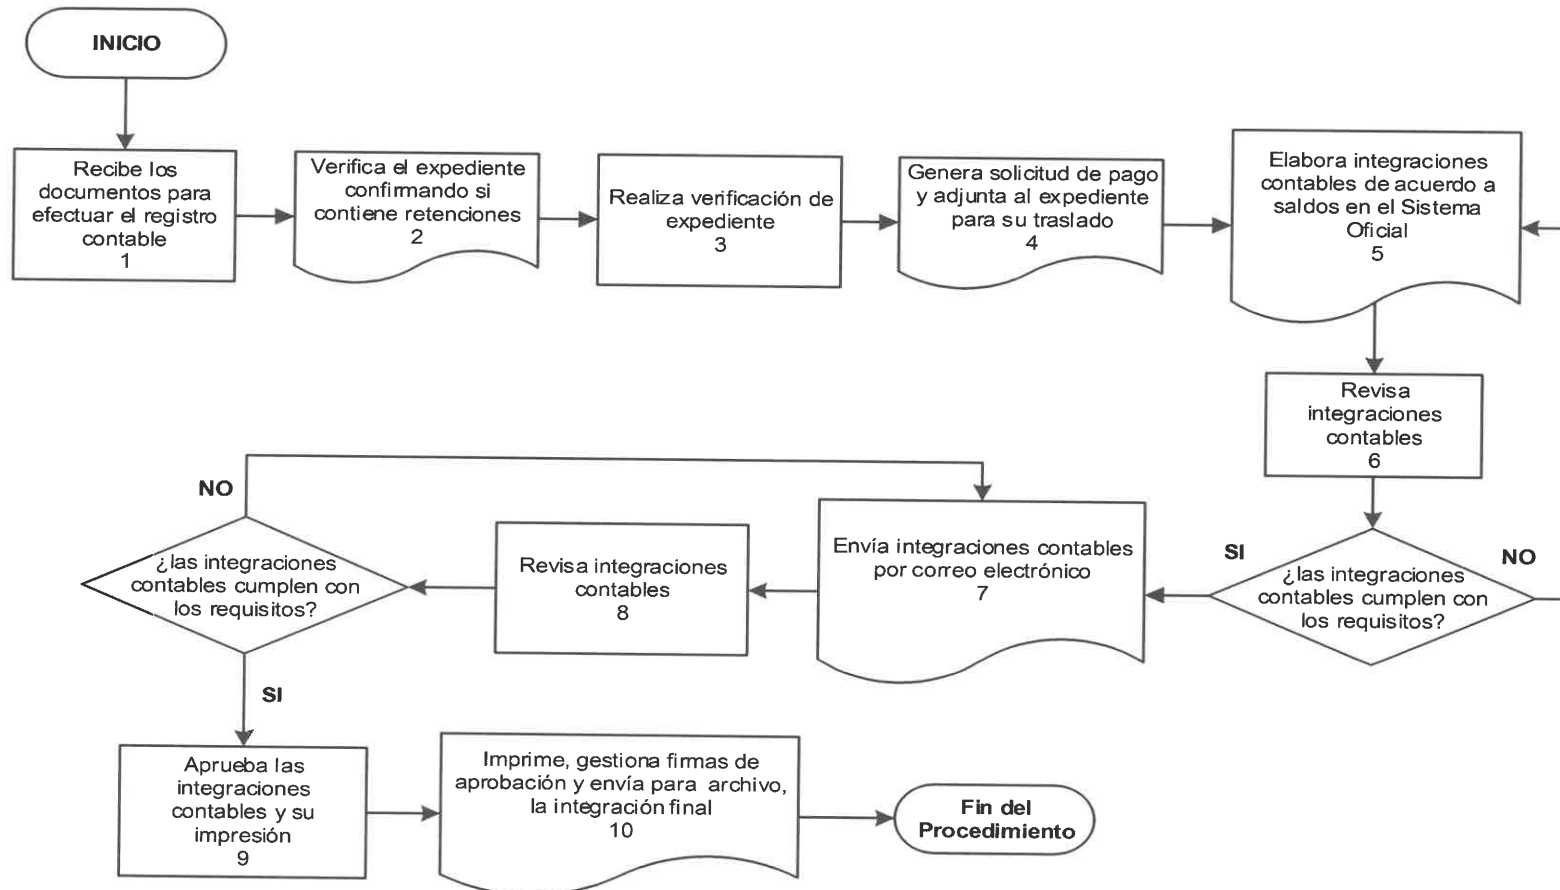 INICIO
Recibe los
documentos para
efectuar el registro
contable
1
Verifica el expediente
confirmando si
contiene retenciones
2
Realiza verificación de
expediente
3
Genera solicitud de pago
y adjunta al expediente
para su traslado
4
Elabora integraciones
contables de acuerdo a
saldos en el Sistema
Oficial
5
Revisa
integraciones
contables
6
¿las integraciones
contables cumplen con
los requisitos?
NO
SI
Envía integraciones contables
por correo electrónico
7
Revisa integraciones
contables
8
¿las integraciones
contables cumplen con
los requisitos?
NO
SI
Aprueba las
integraciones
contables y su
impresión
9
Imprime, gestiona firmas de
aprobación y envía para archivo,
la integración final
10
Fin del
Procedimiento